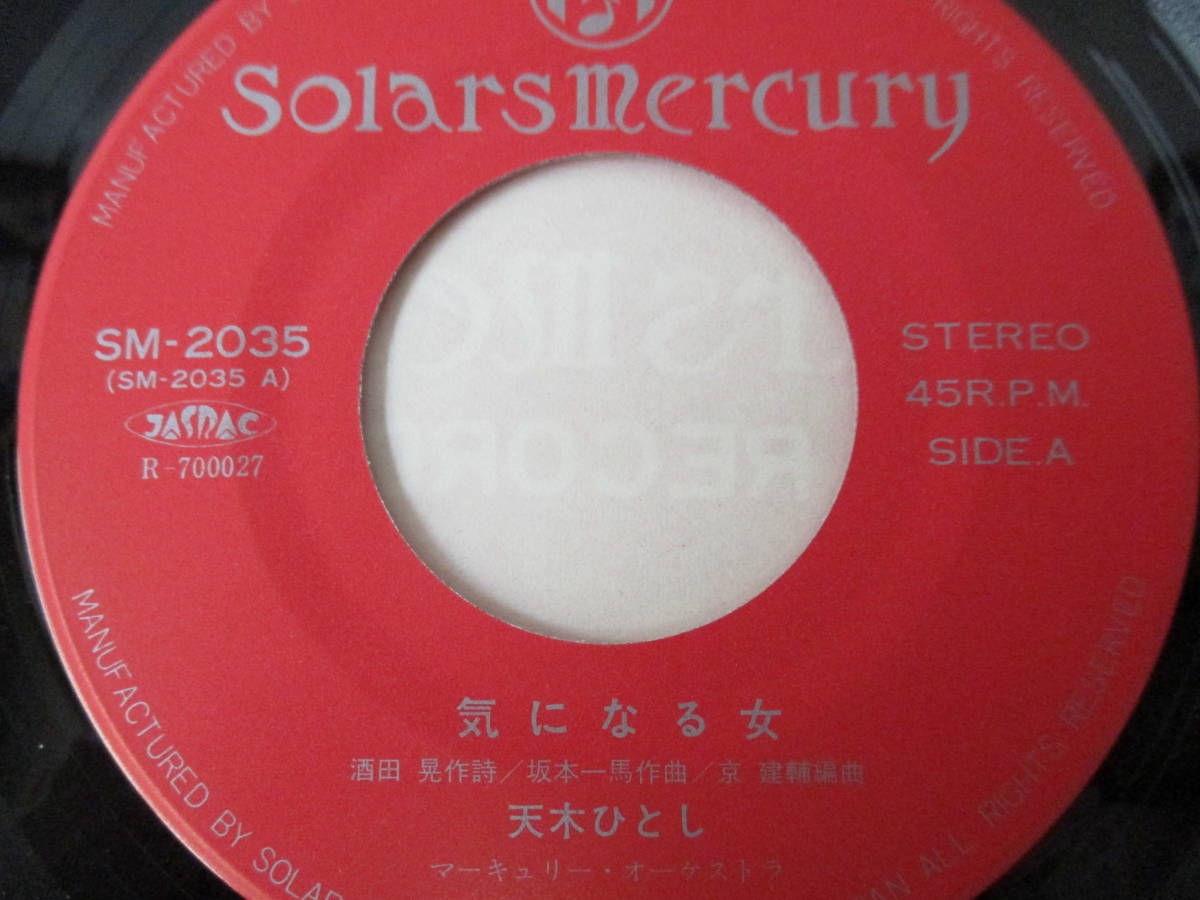 SolarsMercury
MANUFACTURED BY
RIGHTS RESERVED
SM-2035
(SM-2035 A)
JASRAC
R-700027
STEREO
45R.P.M.
SIDE.A
気になる女
酒田 晃作詩/坂本一馬作曲/京 建輔編曲
天木ひとし
マーキュリー・オーケストラ
MANUFACTURED BY SOLAR
ALL RIGHTS RESERVED